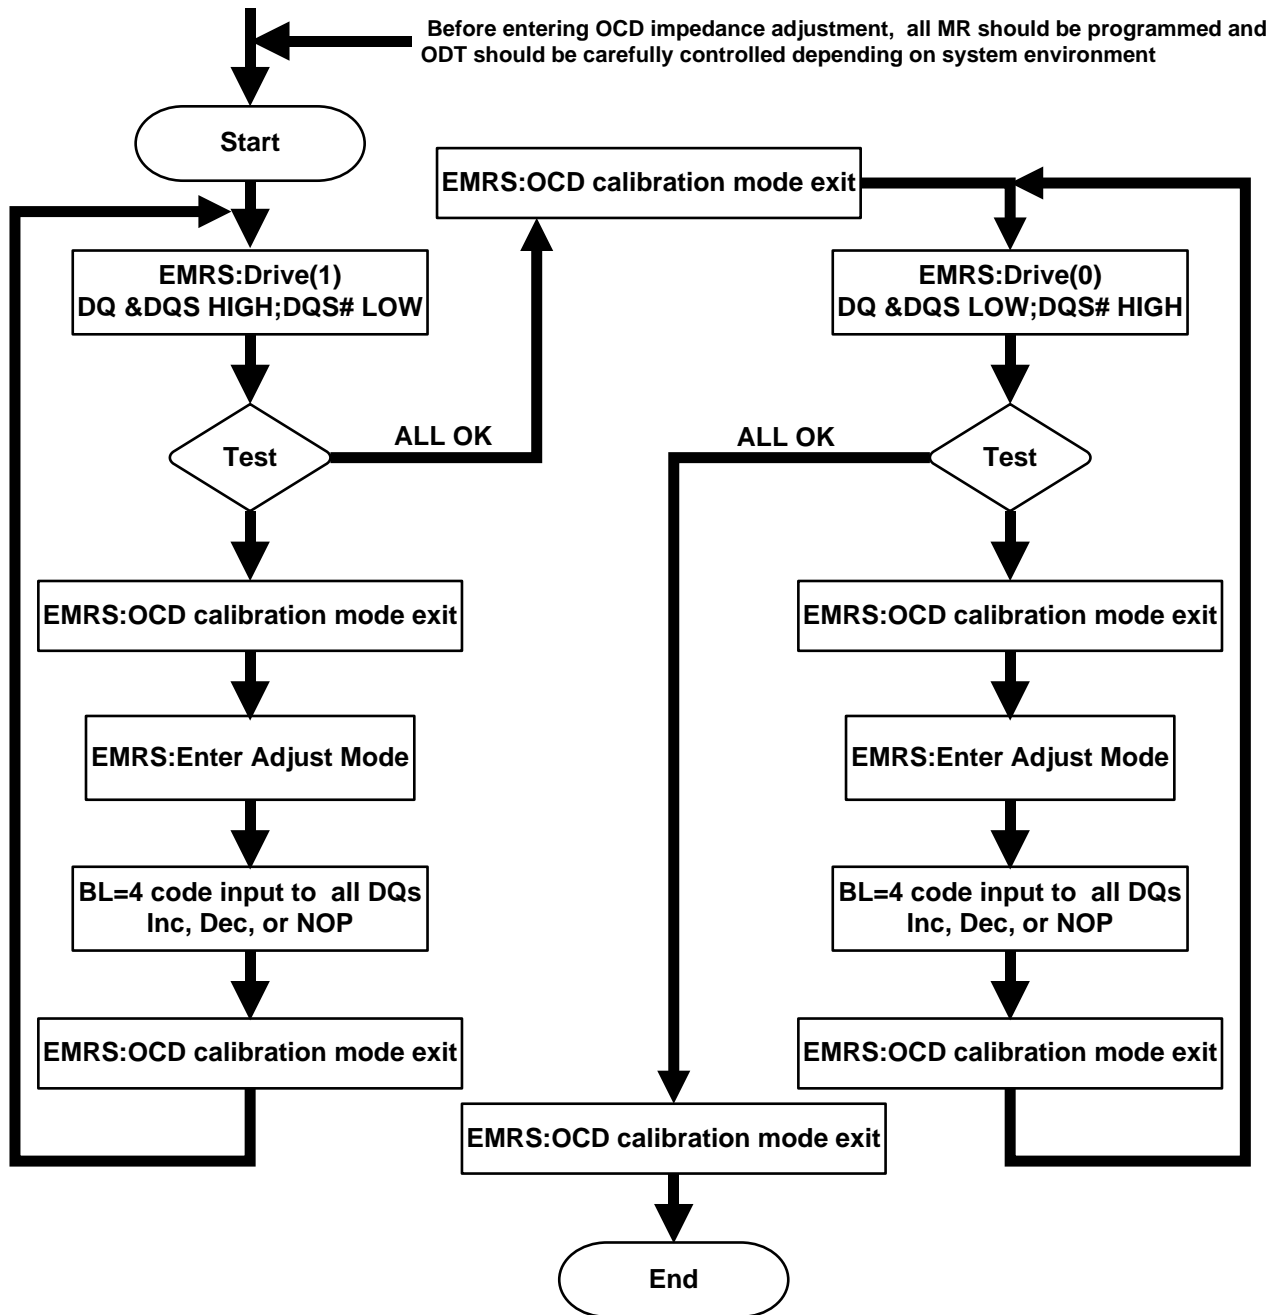 Before entering OCD impedance adjustment, all MR should be programmed and
ODT should be carefully controlled depending on system environment
Start
EMRS:Drive(1)
DQ &DQS HIGH;DQS# LOW
Test
ALL OK
EMRS:OCD calibration mode exit
EMRS:Enter Adjust Mode
BL=4 code input to all DQs
Inc, Dec, or NOP
EMRS:OCD calibration mode exit
EMRS:OCD calibration mode exit
EMRS:Drive(0)
DQ &DQS LOW;DQS# HIGH
Test
ALL OK
EMRS:OCD calibration mode exit
EMRS:Enter Adjust Mode
BL=4 code input to all DQs
Inc, Dec, or NOP
EMRS:OCD calibration mode exit
EMRS:OCD calibration mode exit
End